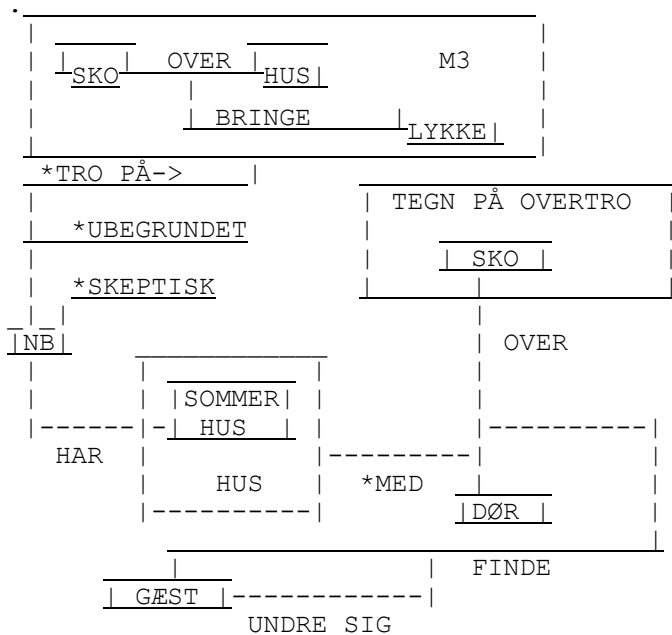 SKO OVER HUS M3
BRINGE LYKKE
*TRO PÅ->
TEGN PÅ OVERTRO
*UBEGRUNDET
SKO
*SKEPTISK
NB
OVER
SOMMER
HUS
HAR
HUS *MED
DØR
FINDE
GÆST
UNDRE SIG